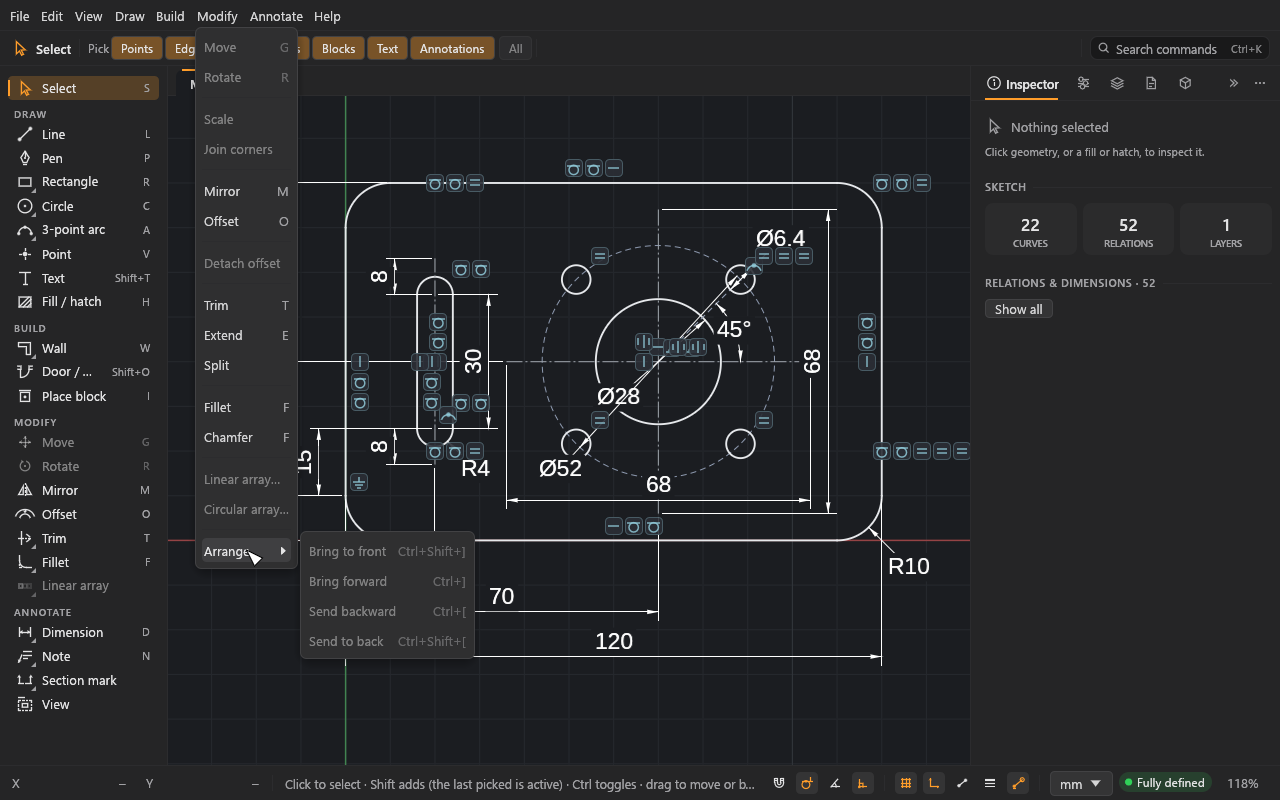 File Edit View Draw Build Modify Annotate Help
Select Pick Points Blocks Text Annotations All Search commands Ctrl+K
Select S
DRAW
Line L
Pen P
Rectangle R
Circle C
3-point arc A
Point V
Text Shift+T
Fill / hatch H
BUILD
Wall W
Door / ... Shift+O
Place block I
MODIFY
Move G
Rotate R
Mirror M
Offset O
Trim T
Fillet F
Linear array
ANNOTATE
Dimension D
Note N
Section mark
View
Move G
Rotate R
Scale
Join corners
Mirror M
Offset O
Detach offset
Trim T
Extend E
Split
Fillet F
Chamfer F
Linear array...
Circular array...
Arrange
Bring to front Ctrl+Shift+]
Bring forward Ctrl+]
Send backward Ctrl+[
Send to back Ctrl+Shift+[
Ø6.4
8
45°
30
68
Ø28
8
15
R4
Ø52
68
R10
70
120
Inspector
Nothing selected
Click geometry, or a fill or hatch, to inspect it.
SKETCH
22 52 1
CURVES RELATIONS LAYERS
RELATIONS & DIMENSIONS · 52
Show all
X – Y – Click to select · Shift adds (the last picked is active) · Ctrl toggles · drag to move or b... mm Fully defined 118%